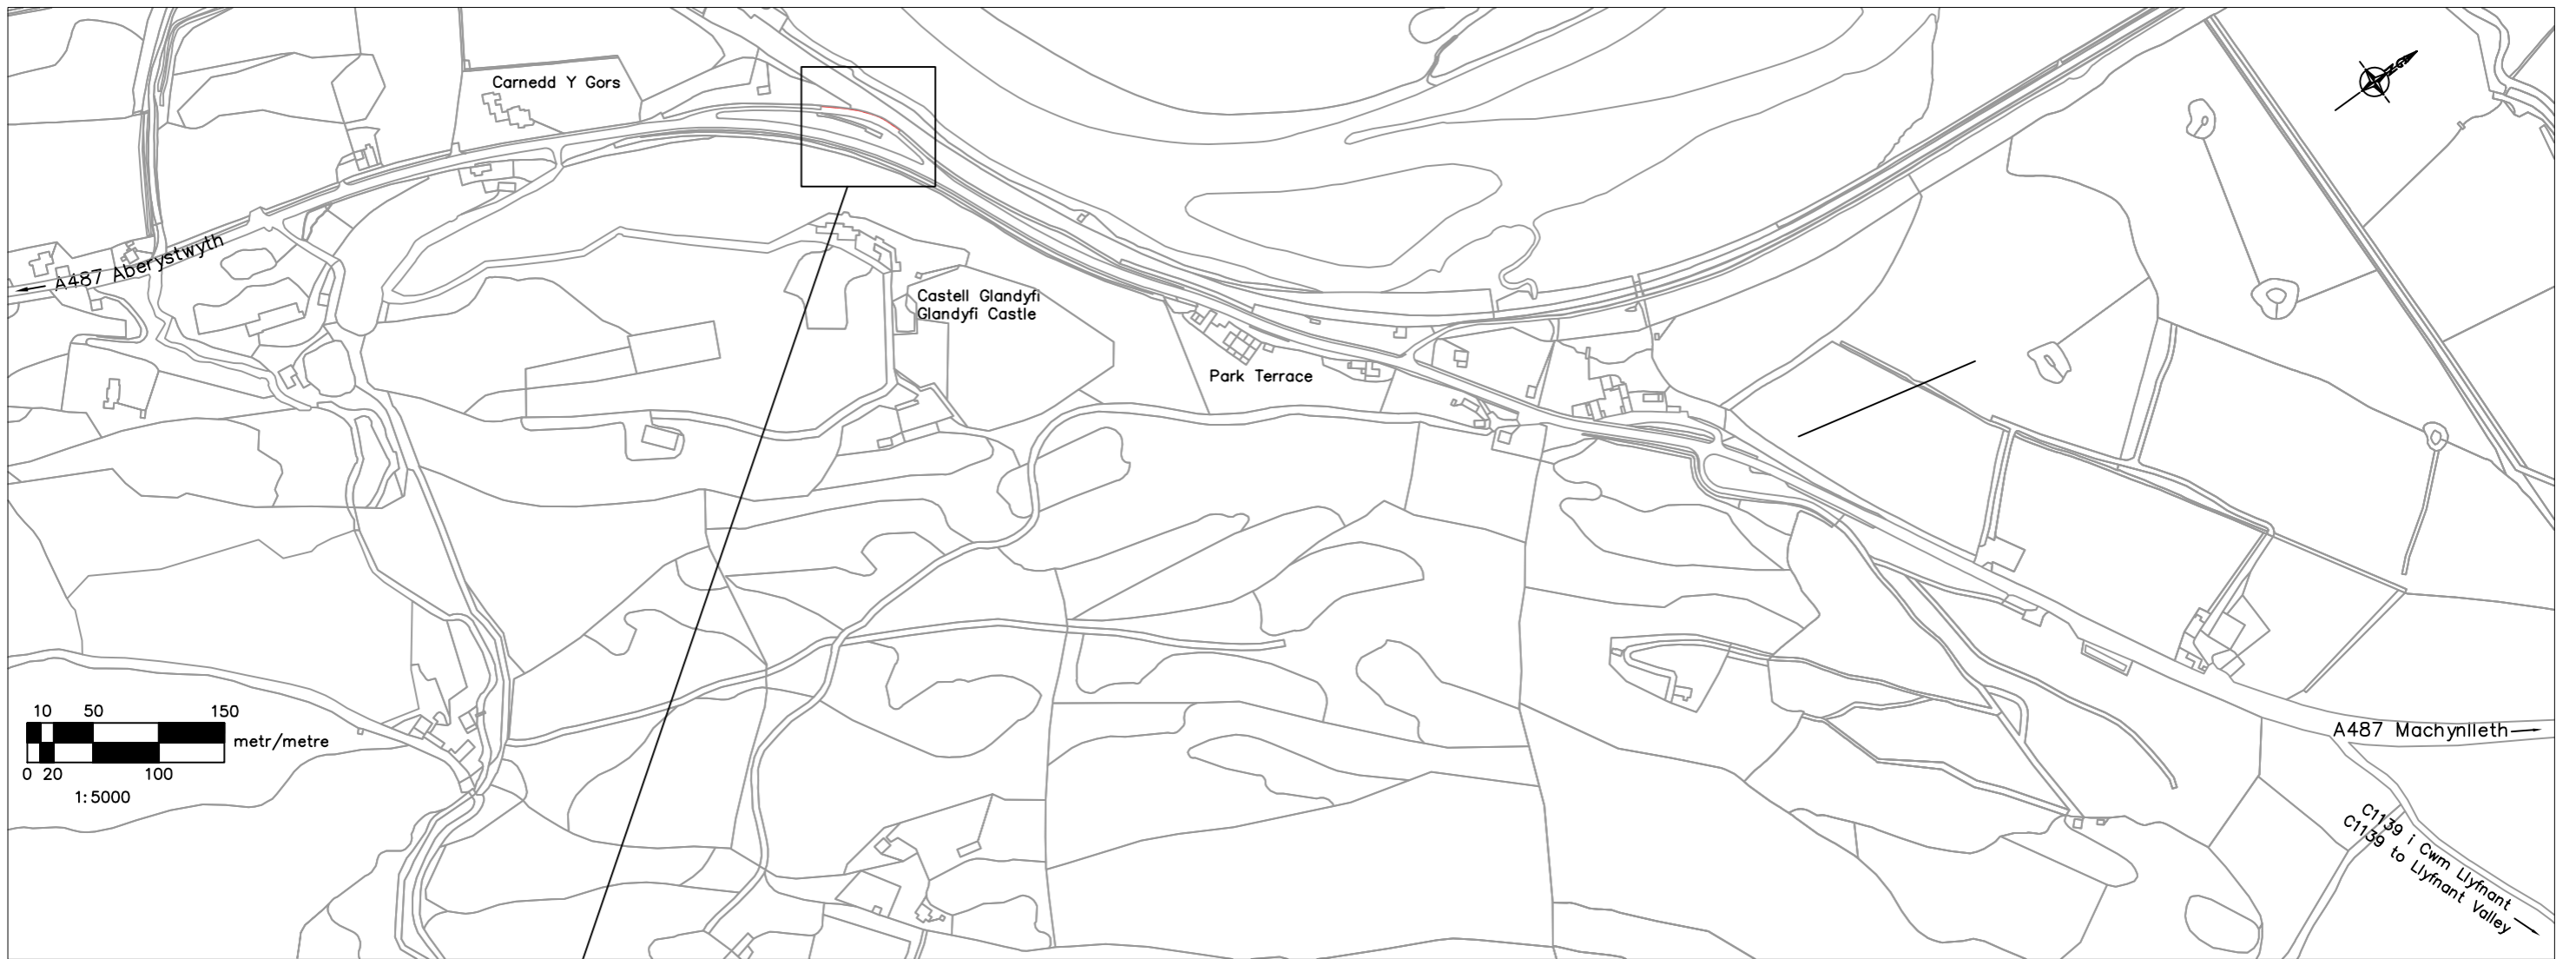 Carnedd Y Gors
A487 Aberystwyth
Castell Glandyfi
Glandyfi Castle
Park Terrace
10 50 150
metr/metre
0 20 100
1:5000
A487 Machynlleth
C1139 i Cwm Llyfnant
C1139 to Llyfnant Valley